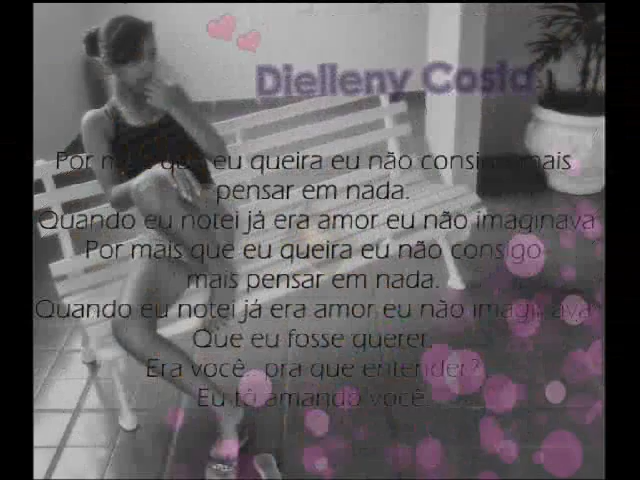 Dielleny Costa
Por mais que eu queira eu não consigo mais
pensar em nada.
Quando eu notei já era amor eu não imaginava
Por mais que eu queira eu não consigo
mais pensar em nada.
Quando eu notei já era amor eu não imaginava
Que eu fosse querer.
Era você, pra que entender?
Eu tô amando você.